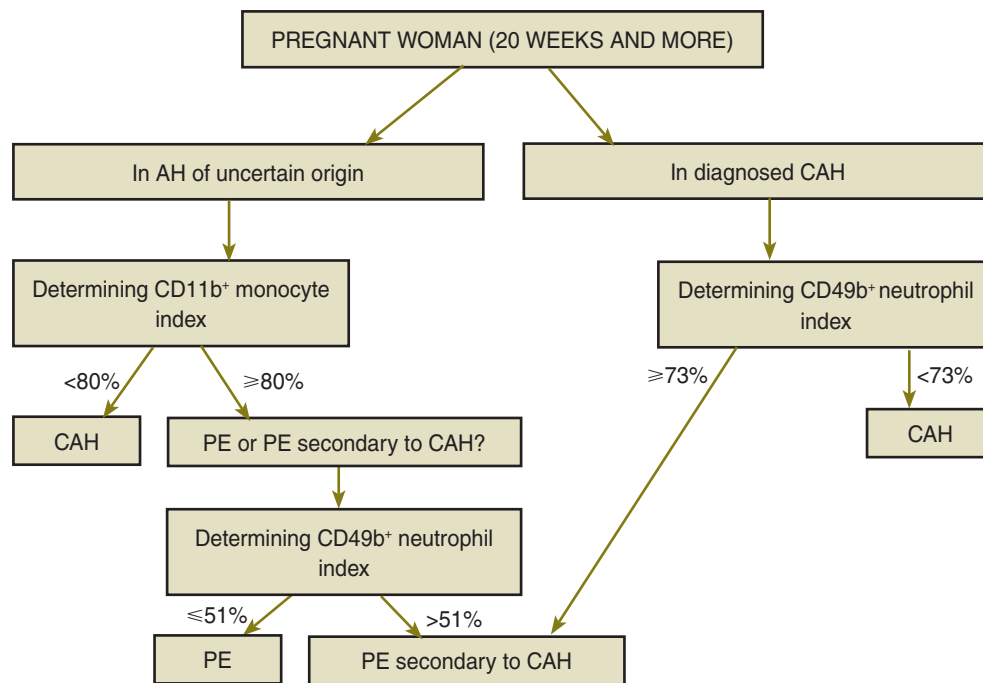 PREGNANT WOMAN (20 WEEKS AND MORE)
In AH of uncertain origin
In diagnosed CAH
Determining CD11b⁺ monocyte
index
Determining CD49b⁺ neutrophil
index
<80%
⩾80%
⩾73%
<73%
CAH
PE or PE secondary to CAH?
CAH
Determining CD49b⁺ neutrophil
index
⩽51%
>51%
PE
PE secondary to CAH